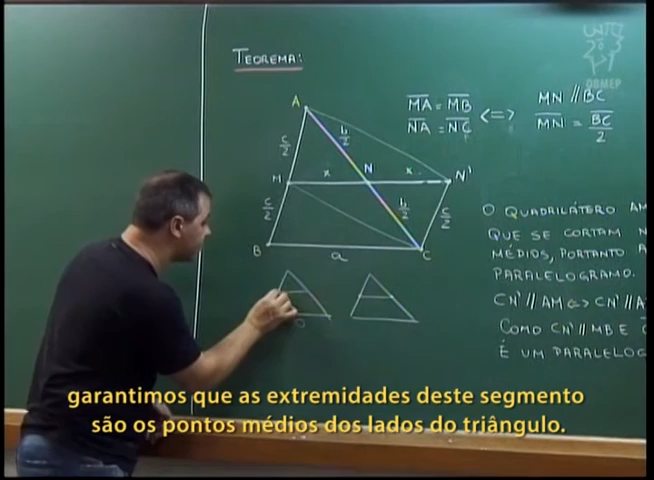 TEOREMA:
OBMEP
A
MA = MB <=> MN // BC
NA = NC MN = BC/2
c/2
b/2
M
x
N
x
N'
c/2
b/2
c/2
B
a
C
O QUADRILÁTERO AM
QUE SE CORTAM N
MÉDIOS, PORTANTO
PARALELOGRAMO.
CN' // AM <=> CN' // A
COMO CN' // MB E
É UM PARALELOG
garantimos que as extremidades deste segmento
são os pontos médios dos lados do triângulo.